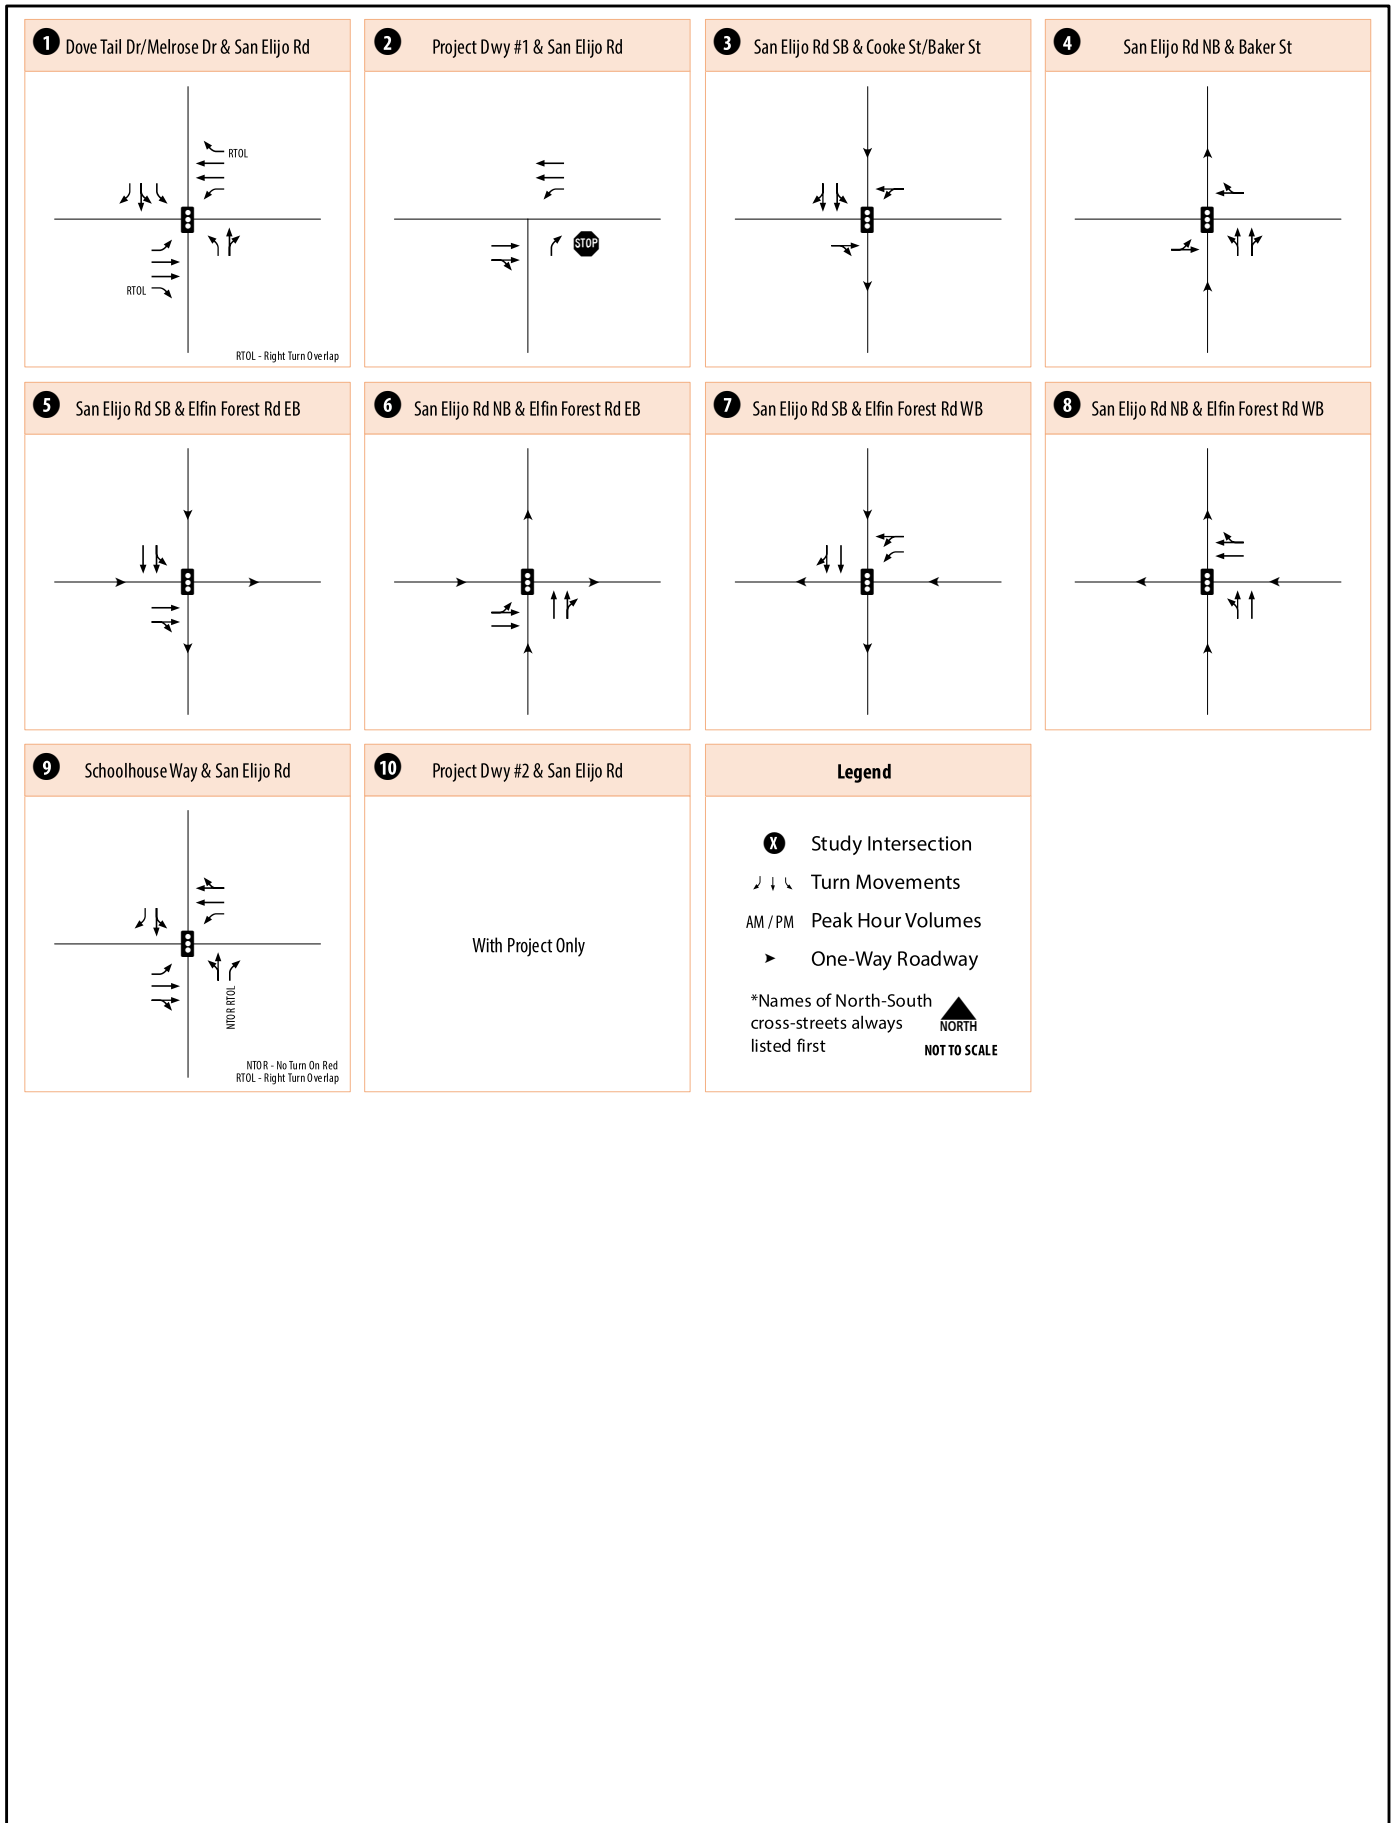 1 Dove Tail Dr/Melrose Dr & San Elijo Rd
RTOL
RTOL
RTOL - Right Turn Overlap
2 Project Dwy #1 & San Elijo Rd
STOP
3 San Elijo Rd SB & Cooke St/Baker St
4 San Elijo Rd NB & Baker St
5 San Elijo Rd SB & Elfin Forest Rd EB
6 San Elijo Rd NB & Elfin Forest Rd EB
7 San Elijo Rd SB & Elfin Forest Rd WB
8 San Elijo Rd NB & Elfin Forest Rd WB
9 Schoolhouse Way & San Elijo Rd
NTOR RTOL
NTOR - No Turn On Red
RTOL - Right Turn Overlap
10 Project Dwy #2 & San Elijo Rd
With Project Only
Legend
X Study Intersection
Turn Movements
AM / PM Peak Hour Volumes
One-Way Roadway
*Names of North-South
cross-streets always
listed first
NORTH
NOT TO SCALE